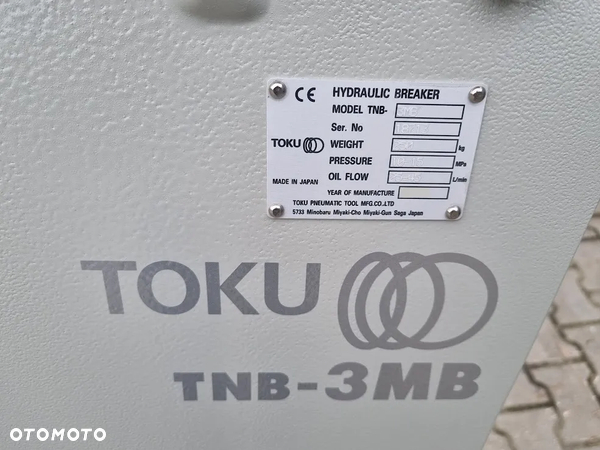 CE HYDRAULIC BREAKER
MODEL TNB-
Ser. No
TOKU WEIGHT kg
PRESSURE MPa
MADE IN JAPAN OIL FLOW L/min
YEAR OF MANUFACTURE
TOKU PNEUMATIC TOOL MFG.CO.,LTD
5733 Minobaru Miyaki-Cho Miyaki-Gun Saga Japan
TOKU
TNB-3MB
OTOMOTO